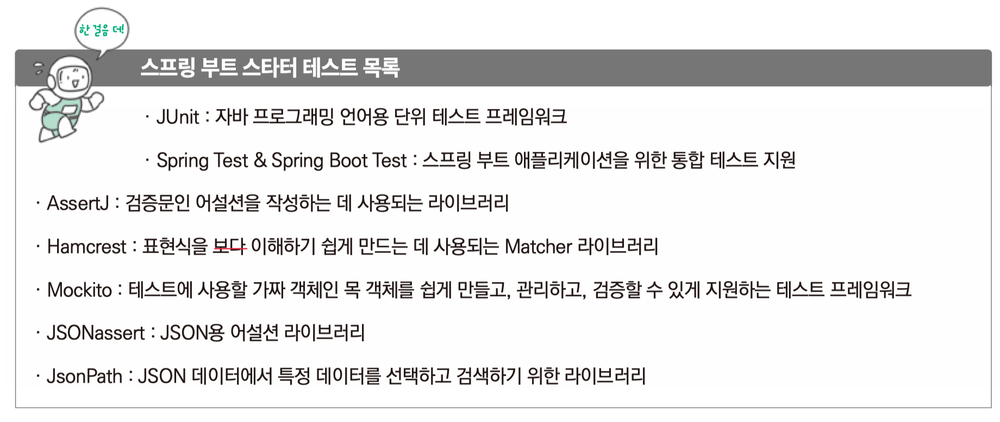 한 걸음 더!
스프링 부트 스타터 테스트 목록
· JUnit : 자바 프로그래밍 언어용 단위 테스트 프레임워크
· Spring Test & Spring Boot Test : 스프링 부트 애플리케이션을 위한 통합 테스트 지원
· AssertJ : 검증문인 어설션을 작성하는 데 사용되는 라이브러리
· Hamcrest : 표현식을 보다 이해하기 쉽게 만드는 데 사용되는 Matcher 라이브러리
· Mockito : 테스트에 사용할 가짜 객체인 목 객체를 쉽게 만들고, 관리하고, 검증할 수 있게 지원하는 테스트 프레임워크
· JSONassert : JSON용 어설션 라이브러리
· JsonPath : JSON 데이터에서 특정 데이터를 선택하고 검색하기 위한 라이브러리